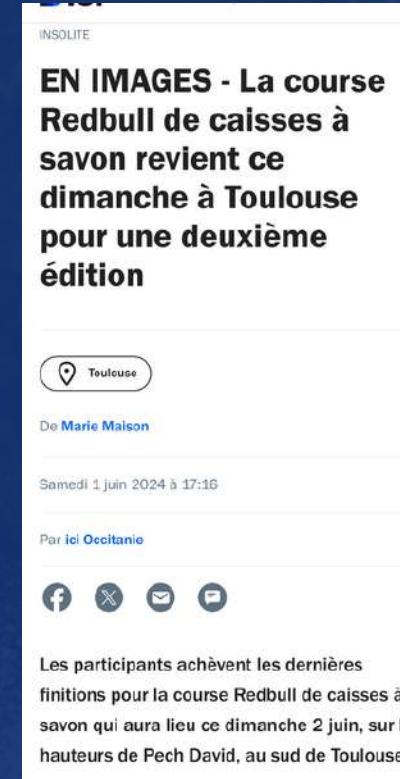 INSOLITE
EN IMAGES - La course
Redbull de caisses à
savon revient ce
dimanche à Toulouse
pour une deuxième
édition
Toulouse
De Marie Maison
Samedi 1 juin 2024 à 17:16
Par ici Occitanie
Les participants achèvent les dernières
finitions pour la course Redbull de caisses à
savon qui aura lieu ce dimanche 2 juin, sur
hauteurs de Pech David, au sud de Toulouse